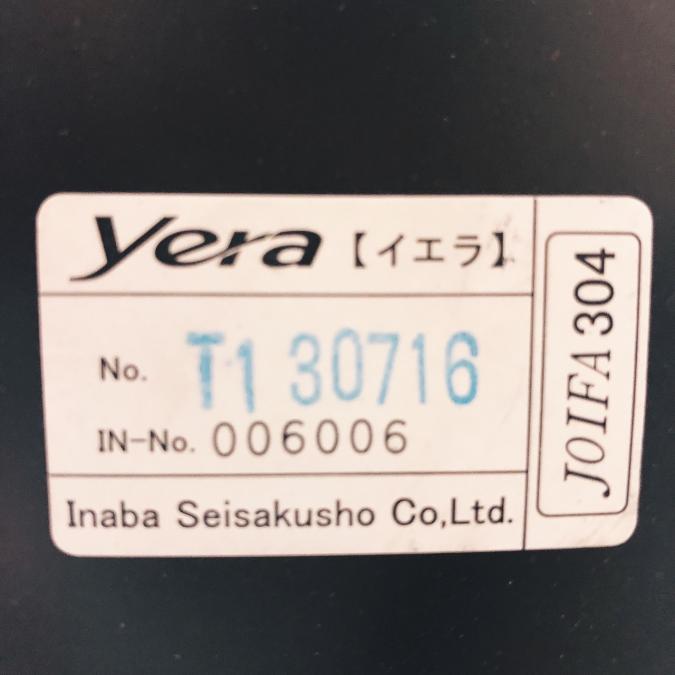 yera【イエラ】
No. T1 30716
IN-No. 006006
Inaba Seisakusho Co,Ltd.
JOIFA 304